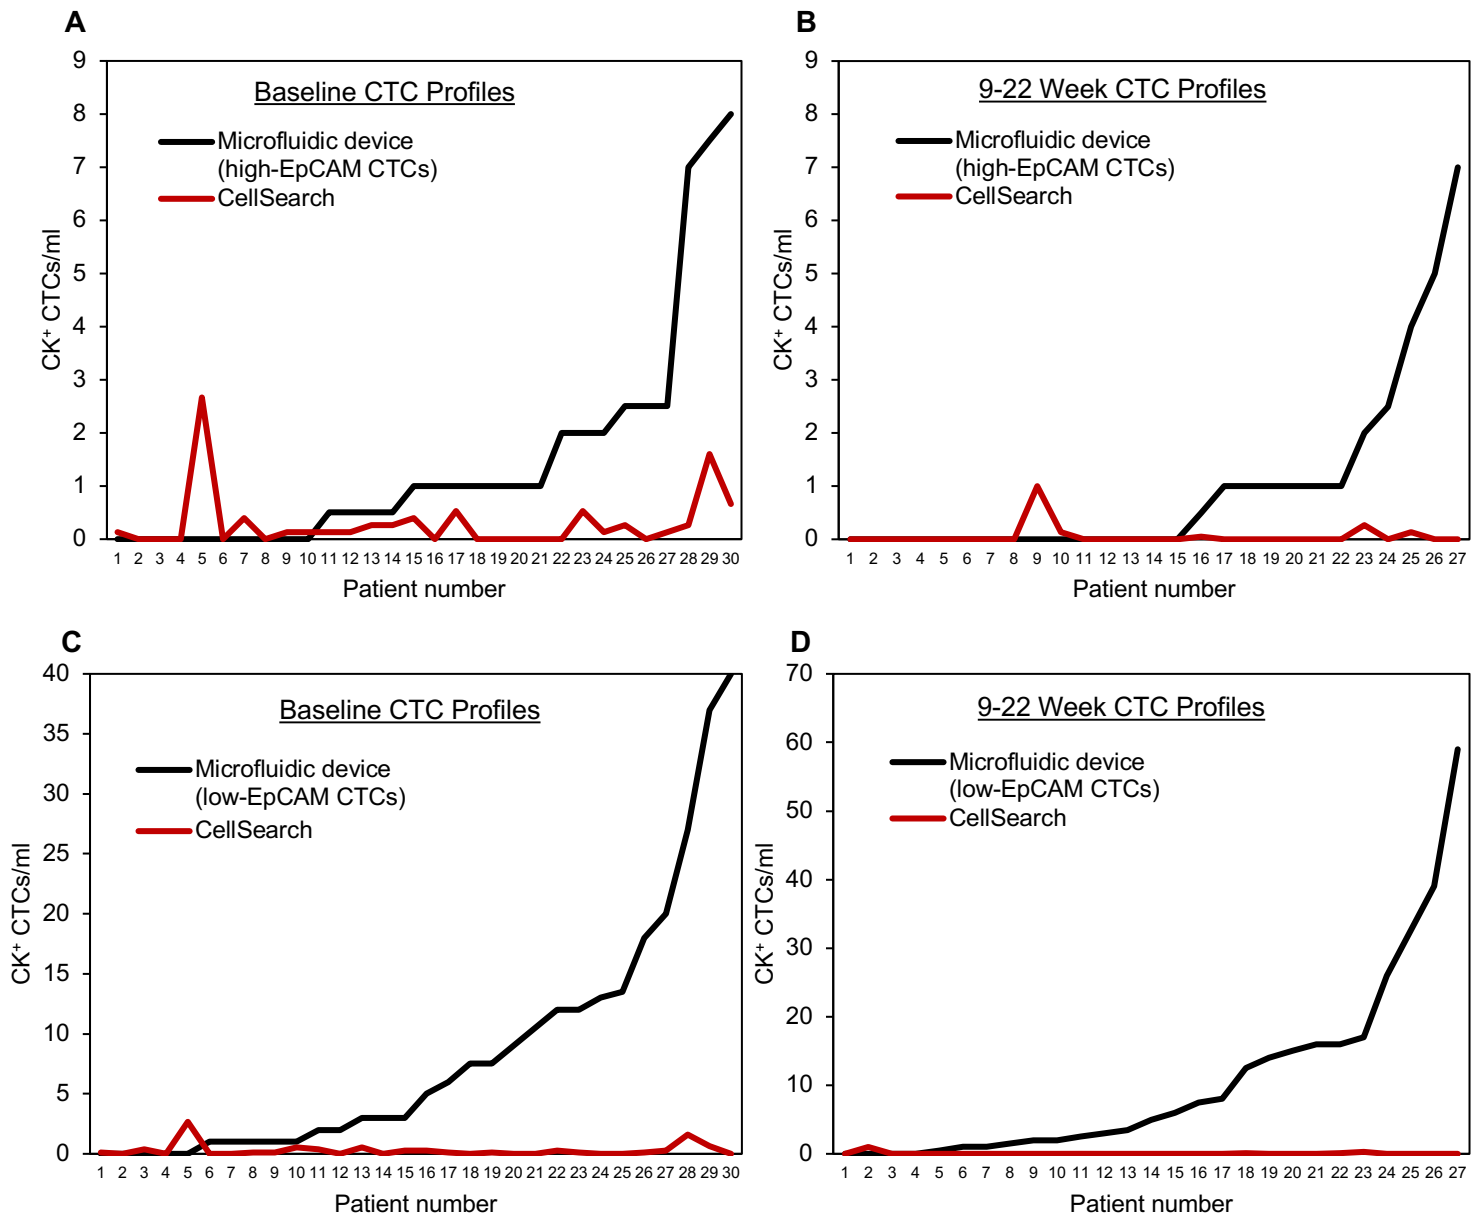 A
Baseline CTC Profiles
Microfluidic device
(high-EpCAM CTCs)
CellSearch
CK⁺ CTCs/ml
9
8
7
6
5
4
3
2
1
0
1 2 3 4 5 6 7 8 9 10 11 12 13 14 15 16 17 18 19 20 21 22 23 24 25 26 27 28 29 30
Patient number
B
9-22 Week CTC Profiles
Microfluidic device
(high-EpCAM CTCs)
CellSearch
CK⁺ CTCs/ml
9
8
7
6
5
4
3
2
1
0
1 2 3 4 5 6 7 8 9 10 11 12 13 14 15 16 17 18 19 20 21 22 23 24 25 26 27
Patient number
C
Baseline CTC Profiles
Microfluidic device
(low-EpCAM CTCs)
CellSearch
CK⁺ CTCs/ml
40
35
30
25
20
15
10
5
0
1 2 3 4 5 6 7 8 9 10 11 12 13 14 15 16 17 18 19 20 21 22 23 24 25 26 27 28 29 30
Patient number
D
9-22 Week CTC Profiles
Microfluidic device
(low-EpCAM CTCs)
CellSearch
CK⁺ CTCs/ml
70
60
50
40
30
20
10
0
1 2 3 4 5 6 7 8 9 10 11 12 13 14 15 16 17 18 19 20 21 22 23 24 25 26 27
Patient number